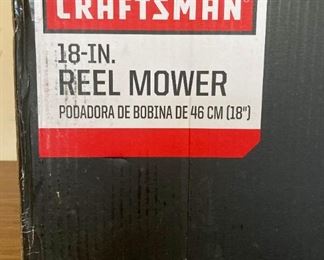 CRAFTSMAN
18-IN.
REEL MOWER
PODADORA DE BOBINA DE 46 CM (18")